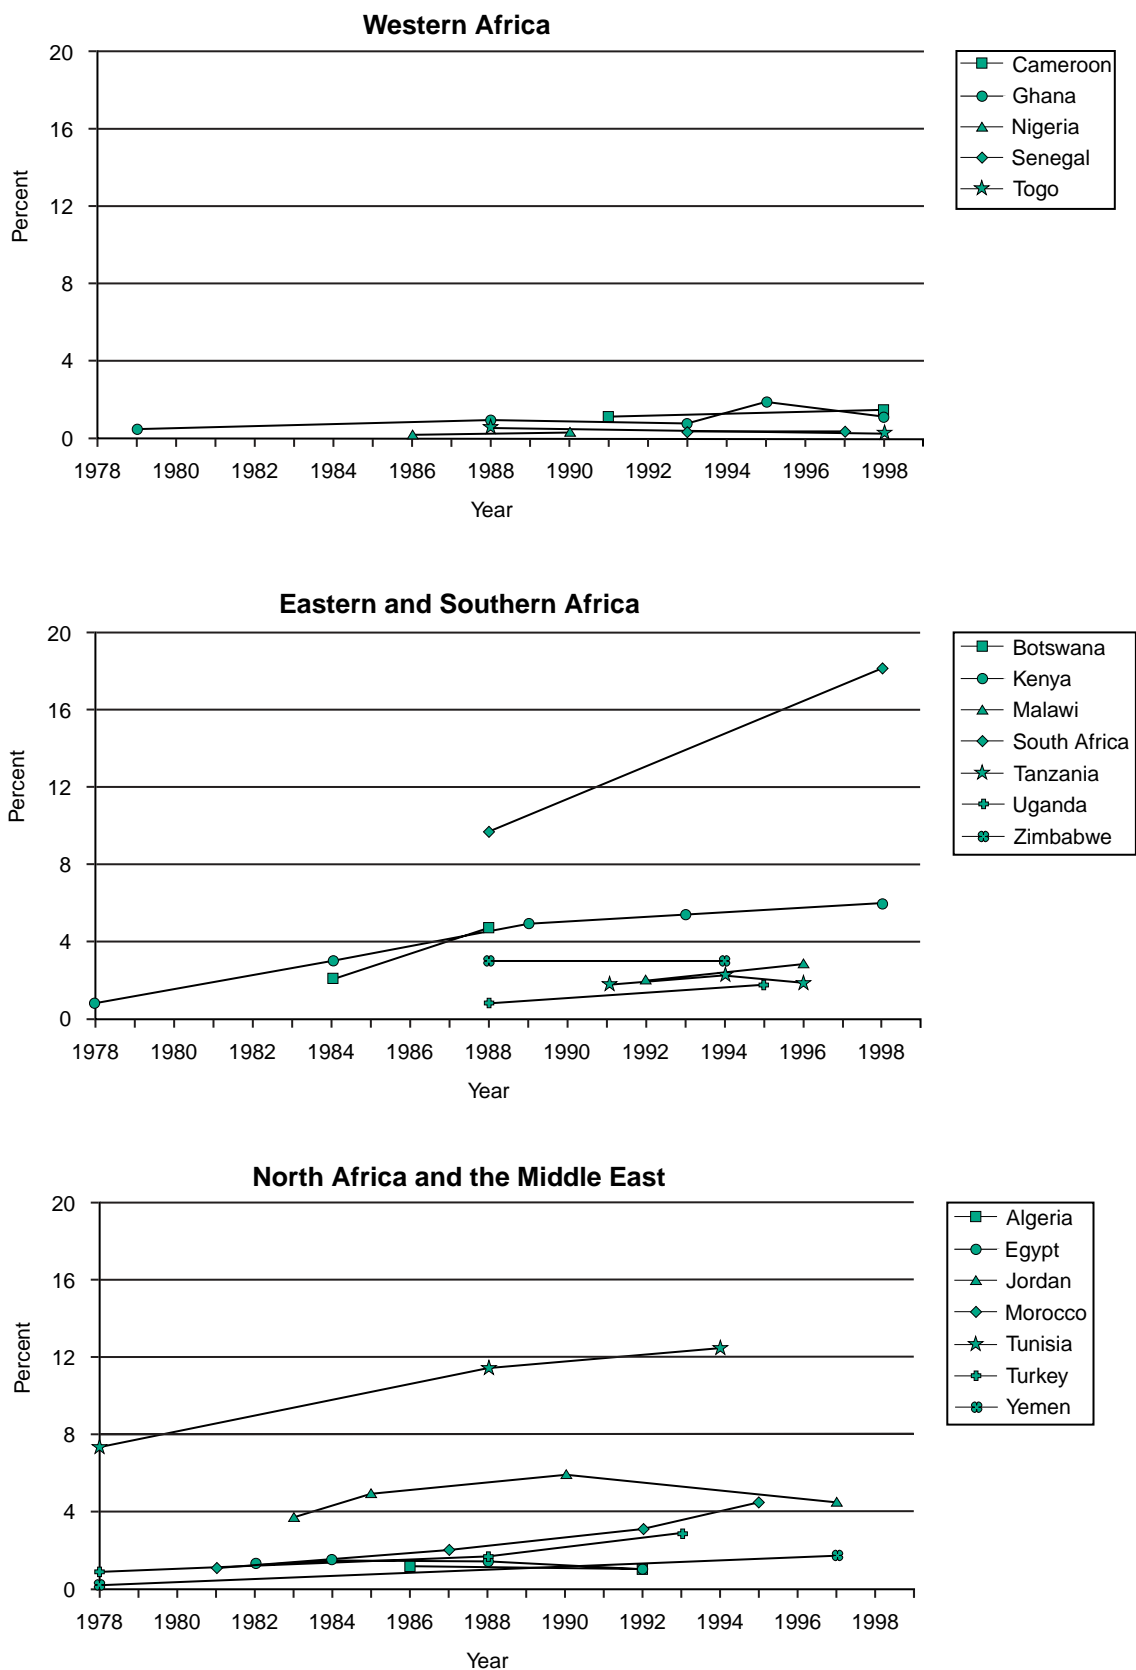 Western Africa
20
16
12
8
4
0
Percent
1978 1980 1982 1984 1986 1988 1990 1992 1994 1996 1998
Year
Cameroon
Ghana
Nigeria
Senegal
Togo
Eastern and Southern Africa
20
16
12
8
4
0
Percent
1978 1980 1982 1984 1986 1988 1990 1992 1994 1996 1998
Year
Botswana
Kenya
Malawi
South Africa
Tanzania
Uganda
Zimbabwe
North Africa and the Middle East
20
16
12
8
4
0
Percent
1978 1980 1982 1984 1986 1988 1990 1992 1994 1996 1998
Year
Algeria
Egypt
Jordan
Morocco
Tunisia
Turkey
Yemen